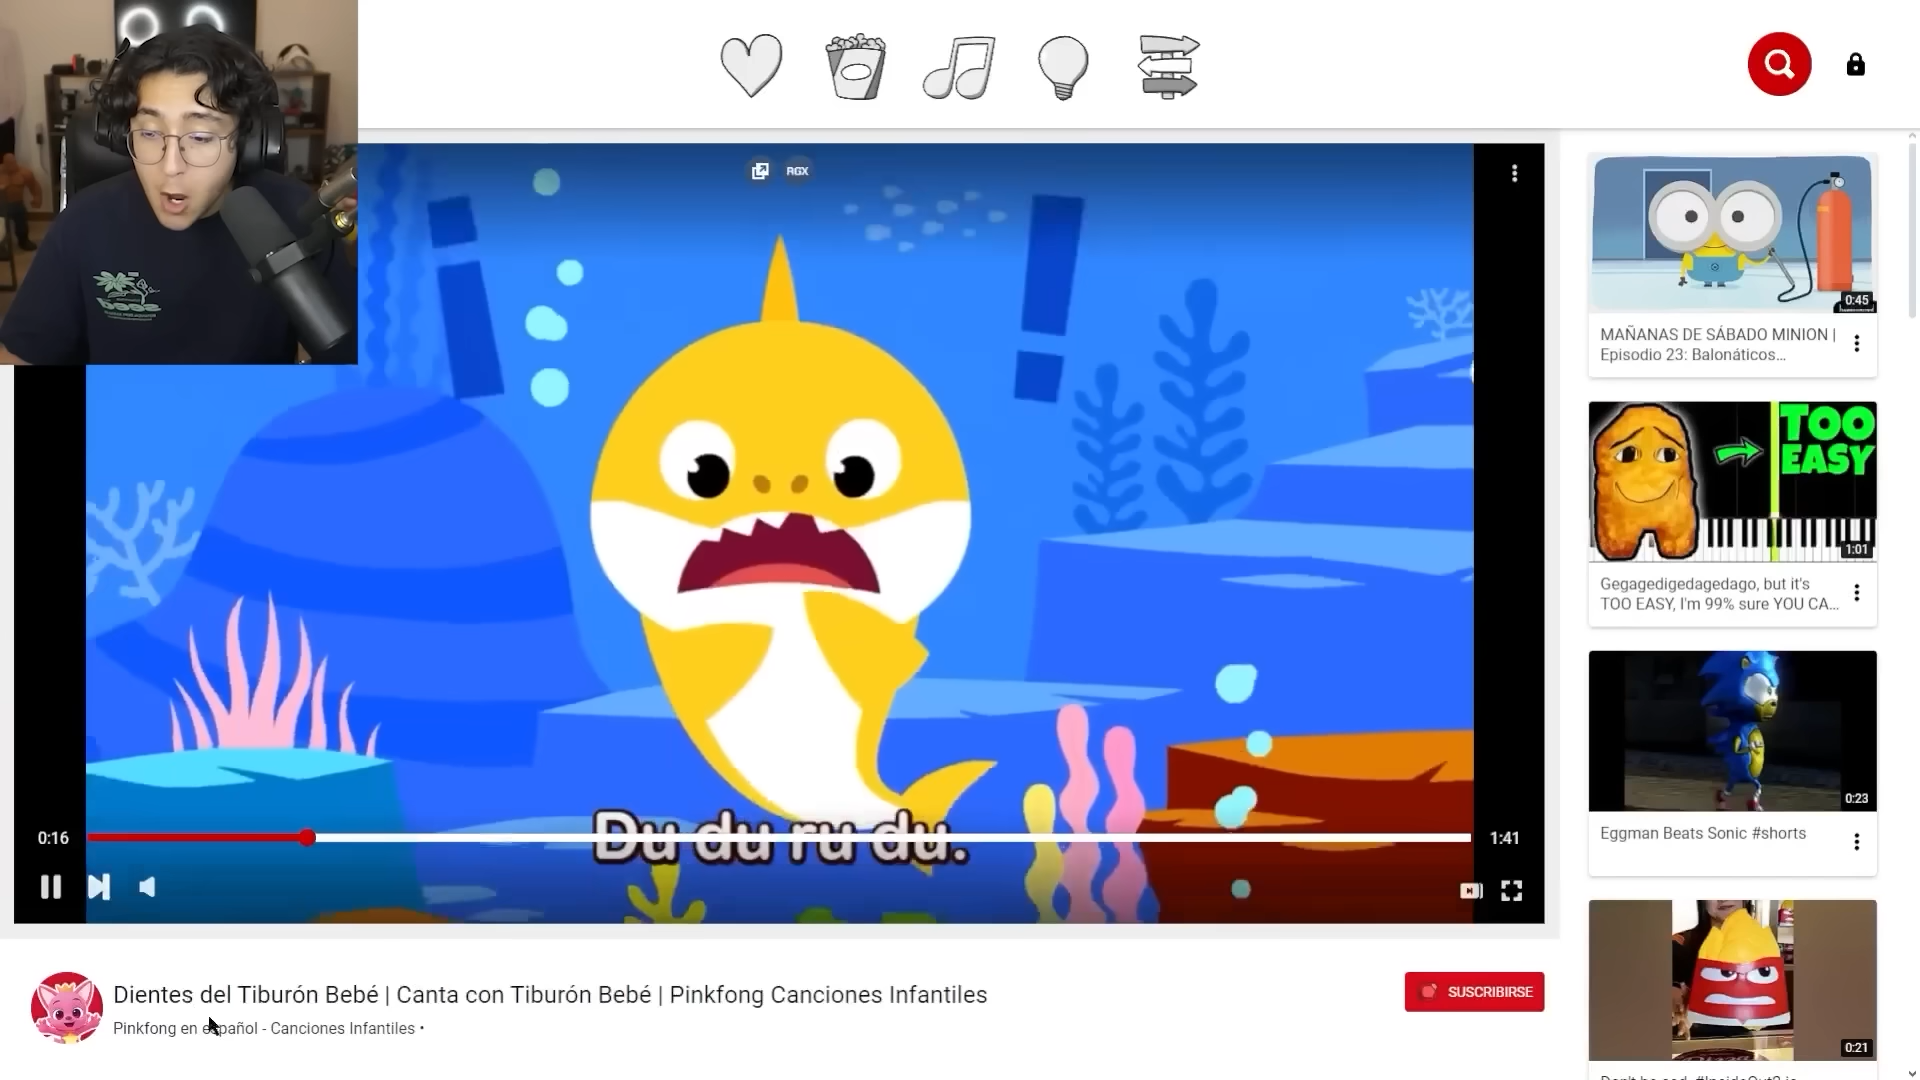 RGX
Du du ru du.
0:16
1:41
Dientes del Tiburón Bebé | Canta con Tiburón Bebé | Pinkfong Canciones Infantiles
Pinkfong en español - Canciones Infantiles •
SUSCRIBIRSE
0:45
MAÑANAS DE SÁBADO MINION |
Episodio 23: Balonáticos...
TOO
EASY
1:01
Gegagedigedagedago, but it's
TOO EASY, I'm 99% sure YOU CA...
0:23
Eggman Beats Sonic #shorts
0:21